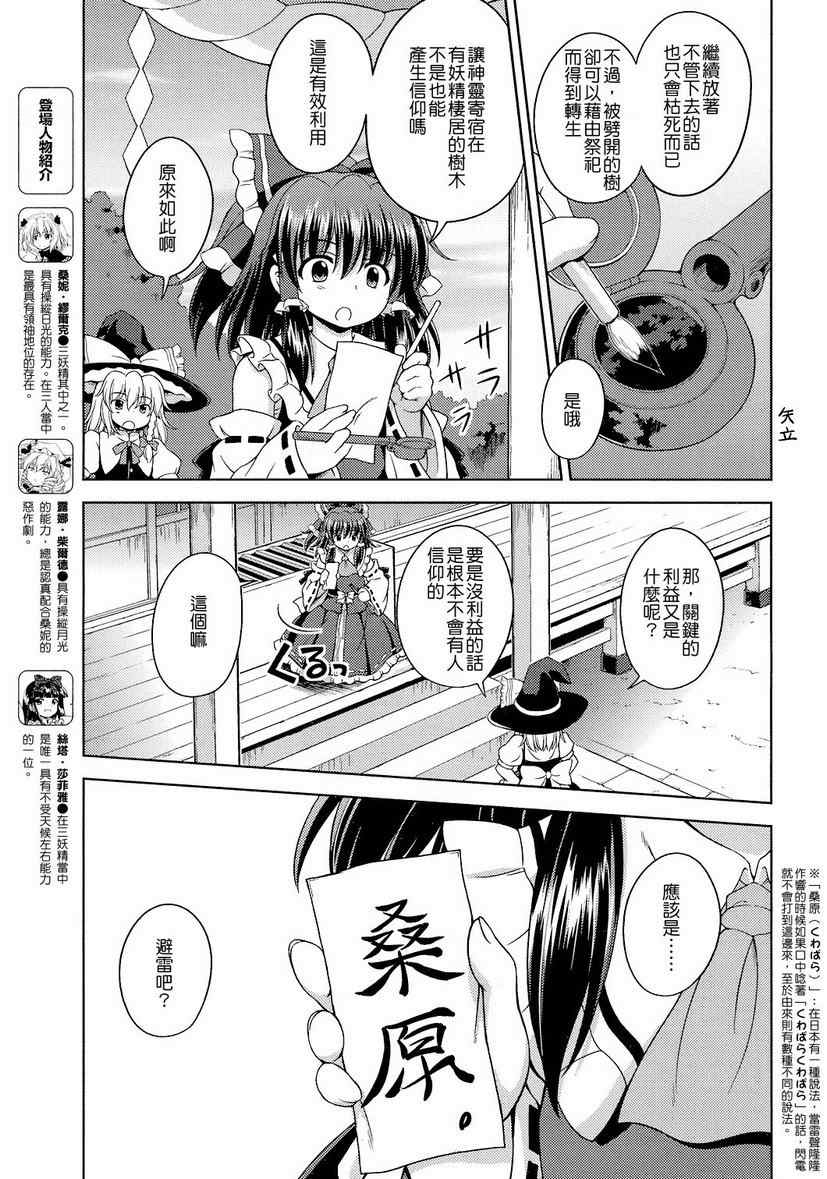 繼續放著
不管下去的話
也只會枯死而已
不過，被劈開的樹
卻可以藉由祭祀
而得到轉生
是哦
矢立
讓神靈寄宿在
有妖精棲居的樹木
不是也能
產生信仰嗎
這是有效利用
原來如此啊
那，關鍵的
利益又是
什麼呢？
要是沒利益的話
是根本不會有人
信仰的
くるっ
這個嘛
應該是……
桑原。
避雷吧？
※「桑原（くわばら）」：在日本有一種說法，當雷聲隆隆
作響的時候如果口中唸著「くわばらくわばら」的話，閃電
就不會打到這邊來，至於由來則有數種不同的說法。
登場人物紹介
桑妮・繆爾克●三妖精其中之一。
具有操縱日光的能力。在三人當中
是最具有領袖地位的存在。
露娜・柴爾德●具有操縱月光
的能力，總是認真配合桑妮的
惡作劇。
絲塔・莎菲雅●在三妖精當中
是唯一具有不受天候左右能力
的一位。